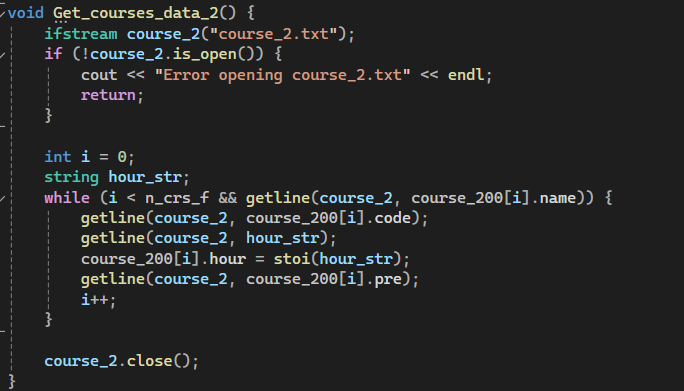 void Get_courses_data_2() {
    ifstream course_2("course_2.txt");
    if (!course_2.is_open()) {
        cout << "Error opening course_2.txt" << endl;
        return;
    }

    int i = 0;
    string hour_str;
    while (i < n_crs_f && getline(course_2, course_200[i].name)) {
        getline(course_2, course_200[i].code);
        getline(course_2, hour_str);
        course_200[i].hour = stoi(hour_str);
        getline(course_2, course_200[i].pre);
        i++;
    }

    course_2.close();
}